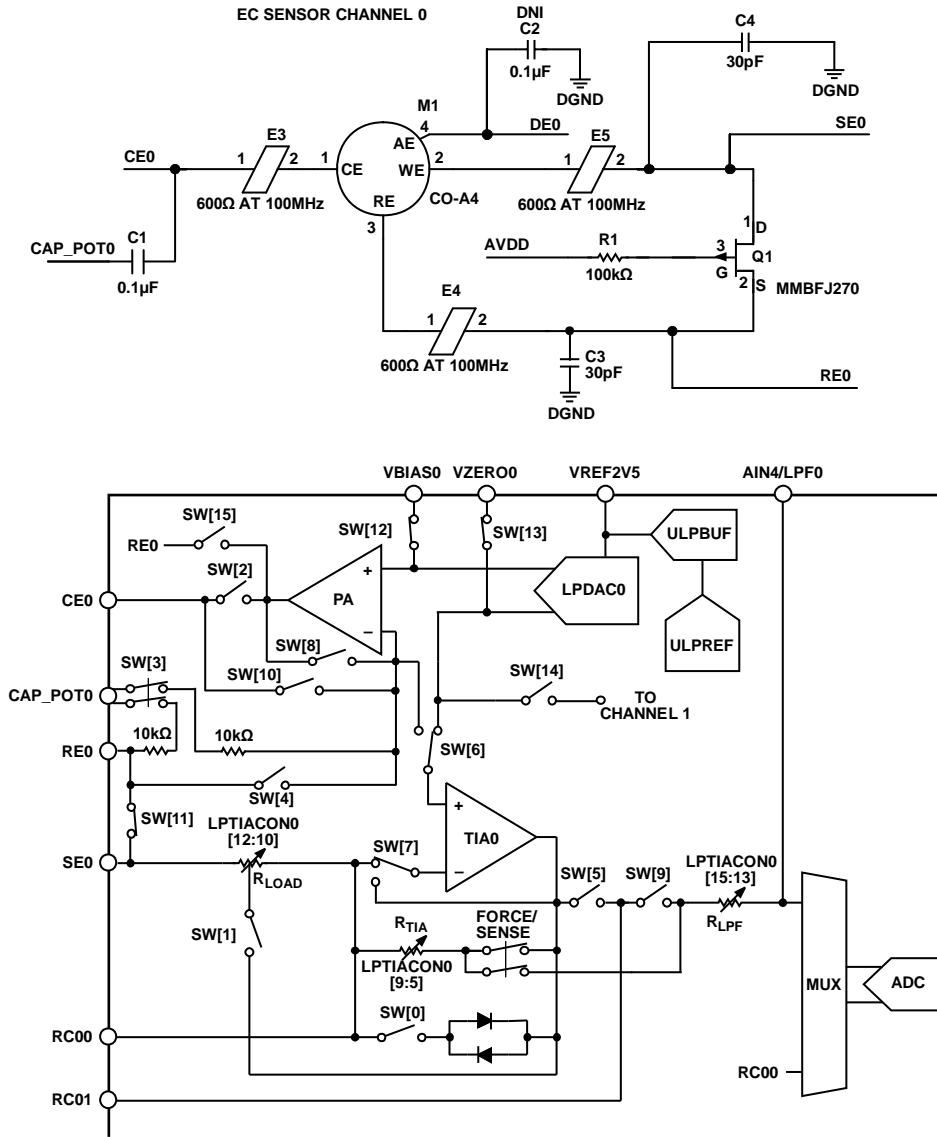 EC SENSOR CHANNEL 0
DNI
C2
0.1µF
DGND
C4
30pF
DGND
M1
4
AE
DE0
SE0
CE0
E3
1 2
600Ω AT 100MHz
1
CE
WE
2
RE
3
CO-A4
E5
1 2
600Ω AT 100MHz
CAP_POT0
C1
0.1µF
AVDD
R1
100kΩ
1
D
3
G
Q1
2
S
MMBFJ270
E4
1 2
600Ω AT 100MHz
C3
30pF
DGND
RE0
VBIAS0
VZERO0
VREF2V5
AIN4/LPF0
SW[15]
RE0
SW[12]
SW[13]
ULPBUF
SW[2]
+
PA
−
LPDAC0
ULPREF
CE0
SW[8]
SW[10]
SW[3]
CAP_POT0
SW[14]
TO
CHANNEL 1
10kΩ
10kΩ
RE0
SW[6]
SW[4]
SW[11]
+
TIA0
−
LPTIACON0
[12:10]
SE0
RLOAD
SW[7]
SW[5]
SW[9]
LPTIACON0
[15:13]
RLPF
SW[1]
RTIA
FORCE/
SENSE
LPTIACON0
[9:5]
MUX
ADC
SW[0]
RC00
RC00
RC01